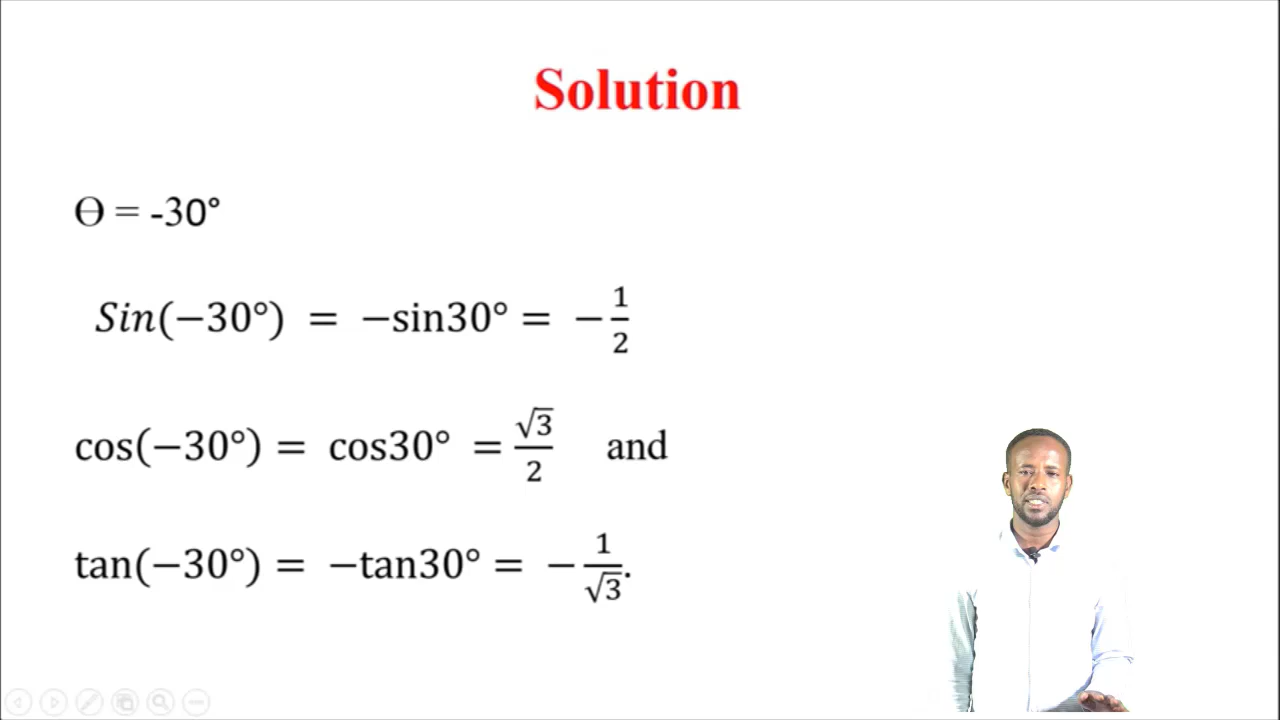 Solution
Θ = -30°
Sin(−30°) = −sin30° = −1/2
cos(−30°) = cos30° = √3/2 and
tan(−30°) = −tan30° = −1/√3.